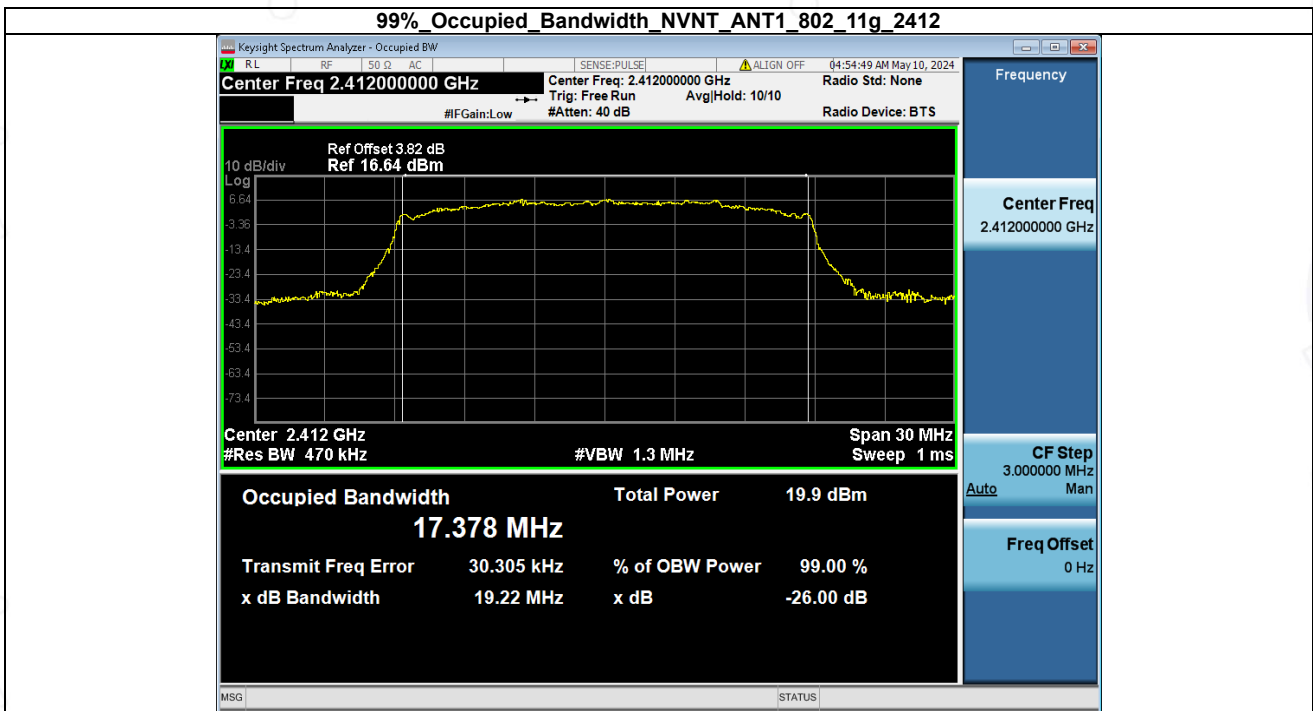 99%_Occupied_Bandwidth_NVNT_ANT1_802_11g_2412
Keysight Spectrum Analyzer - Occupied BW
LXI RL RF 50 Ω AC SENSE:PULSE ALIGN OFF 04:54:49 AM May 10, 2024
Center Freq 2.412000000 GHz
Center Freq: 2.412000000 GHz Radio Std: None
Trig: Free Run Avg|Hold: 10/10
#IFGain:Low #Atten: 40 dB Radio Device: BTS
Ref Offset 3.82 dB
10 dB/div Ref 16.64 dBm
Log
6.64
-3.36
-13.4
-23.4
-33.4
-43.4
-53.4
-63.4
-73.4
Center 2.412 GHz Span 30 MHz
#Res BW 470 kHz #VBW 1.3 MHz Sweep 1 ms
Occupied Bandwidth Total Power 19.9 dBm
17.378 MHz
Transmit Freq Error 30.305 kHz % of OBW Power 99.00 %
x dB Bandwidth 19.22 MHz x dB -26.00 dB
MSG STATUS
Frequency
Center Freq
2.412000000 GHz
CF Step
3.000000 MHz
Auto Man
Freq Offset
0 Hz